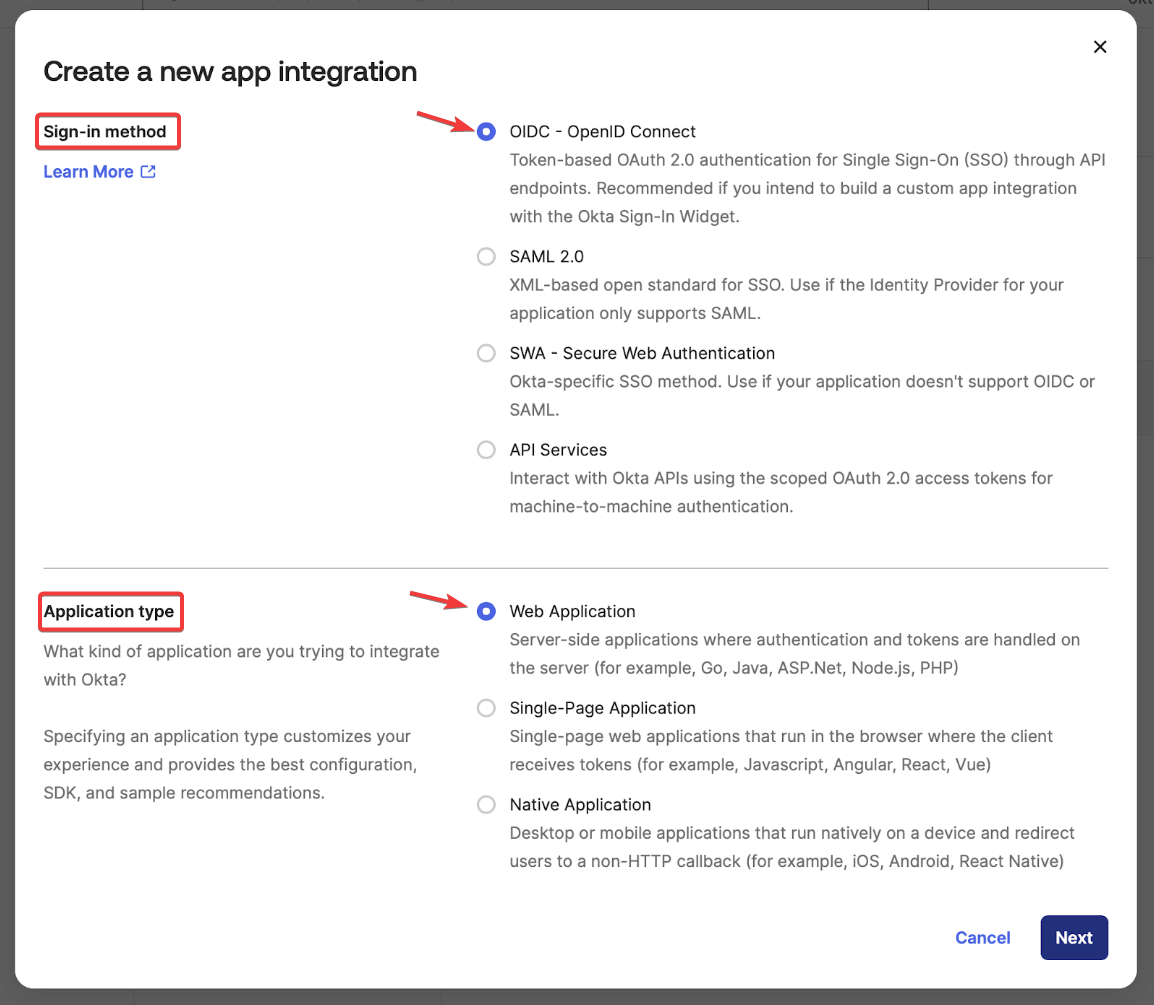 Create a new app integration
Sign-in method
Learn More
OIDC - OpenID Connect
Token-based OAuth 2.0 authentication for Single Sign-On (SSO) through API
endpoints. Recommended if you intend to build a custom app integration
with the Okta Sign-In Widget.
SAML 2.0
XML-based open standard for SSO. Use if the Identity Provider for your
application only supports SAML.
SWA - Secure Web Authentication
Okta-specific SSO method. Use if your application doesn't support OIDC or
SAML.
API Services
Interact with Okta APIs using the scoped OAuth 2.0 access tokens for
machine-to-machine authentication.
Application type
What kind of application are you trying to integrate
with Okta?
Specifying an application type customizes your
experience and provides the best configuration,
SDK, and sample recommendations.
Web Application
Server-side applications where authentication and tokens are handled on
the server (for example, Go, Java, ASP.Net, Node.js, PHP)
Single-Page Application
Single-page web applications that run in the browser where the client
receives tokens (for example, Javascript, Angular, React, Vue)
Native Application
Desktop or mobile applications that run natively on a device and redirect
users to a non-HTTP callback (for example, iOS, Android, React Native)
Cancel
Next